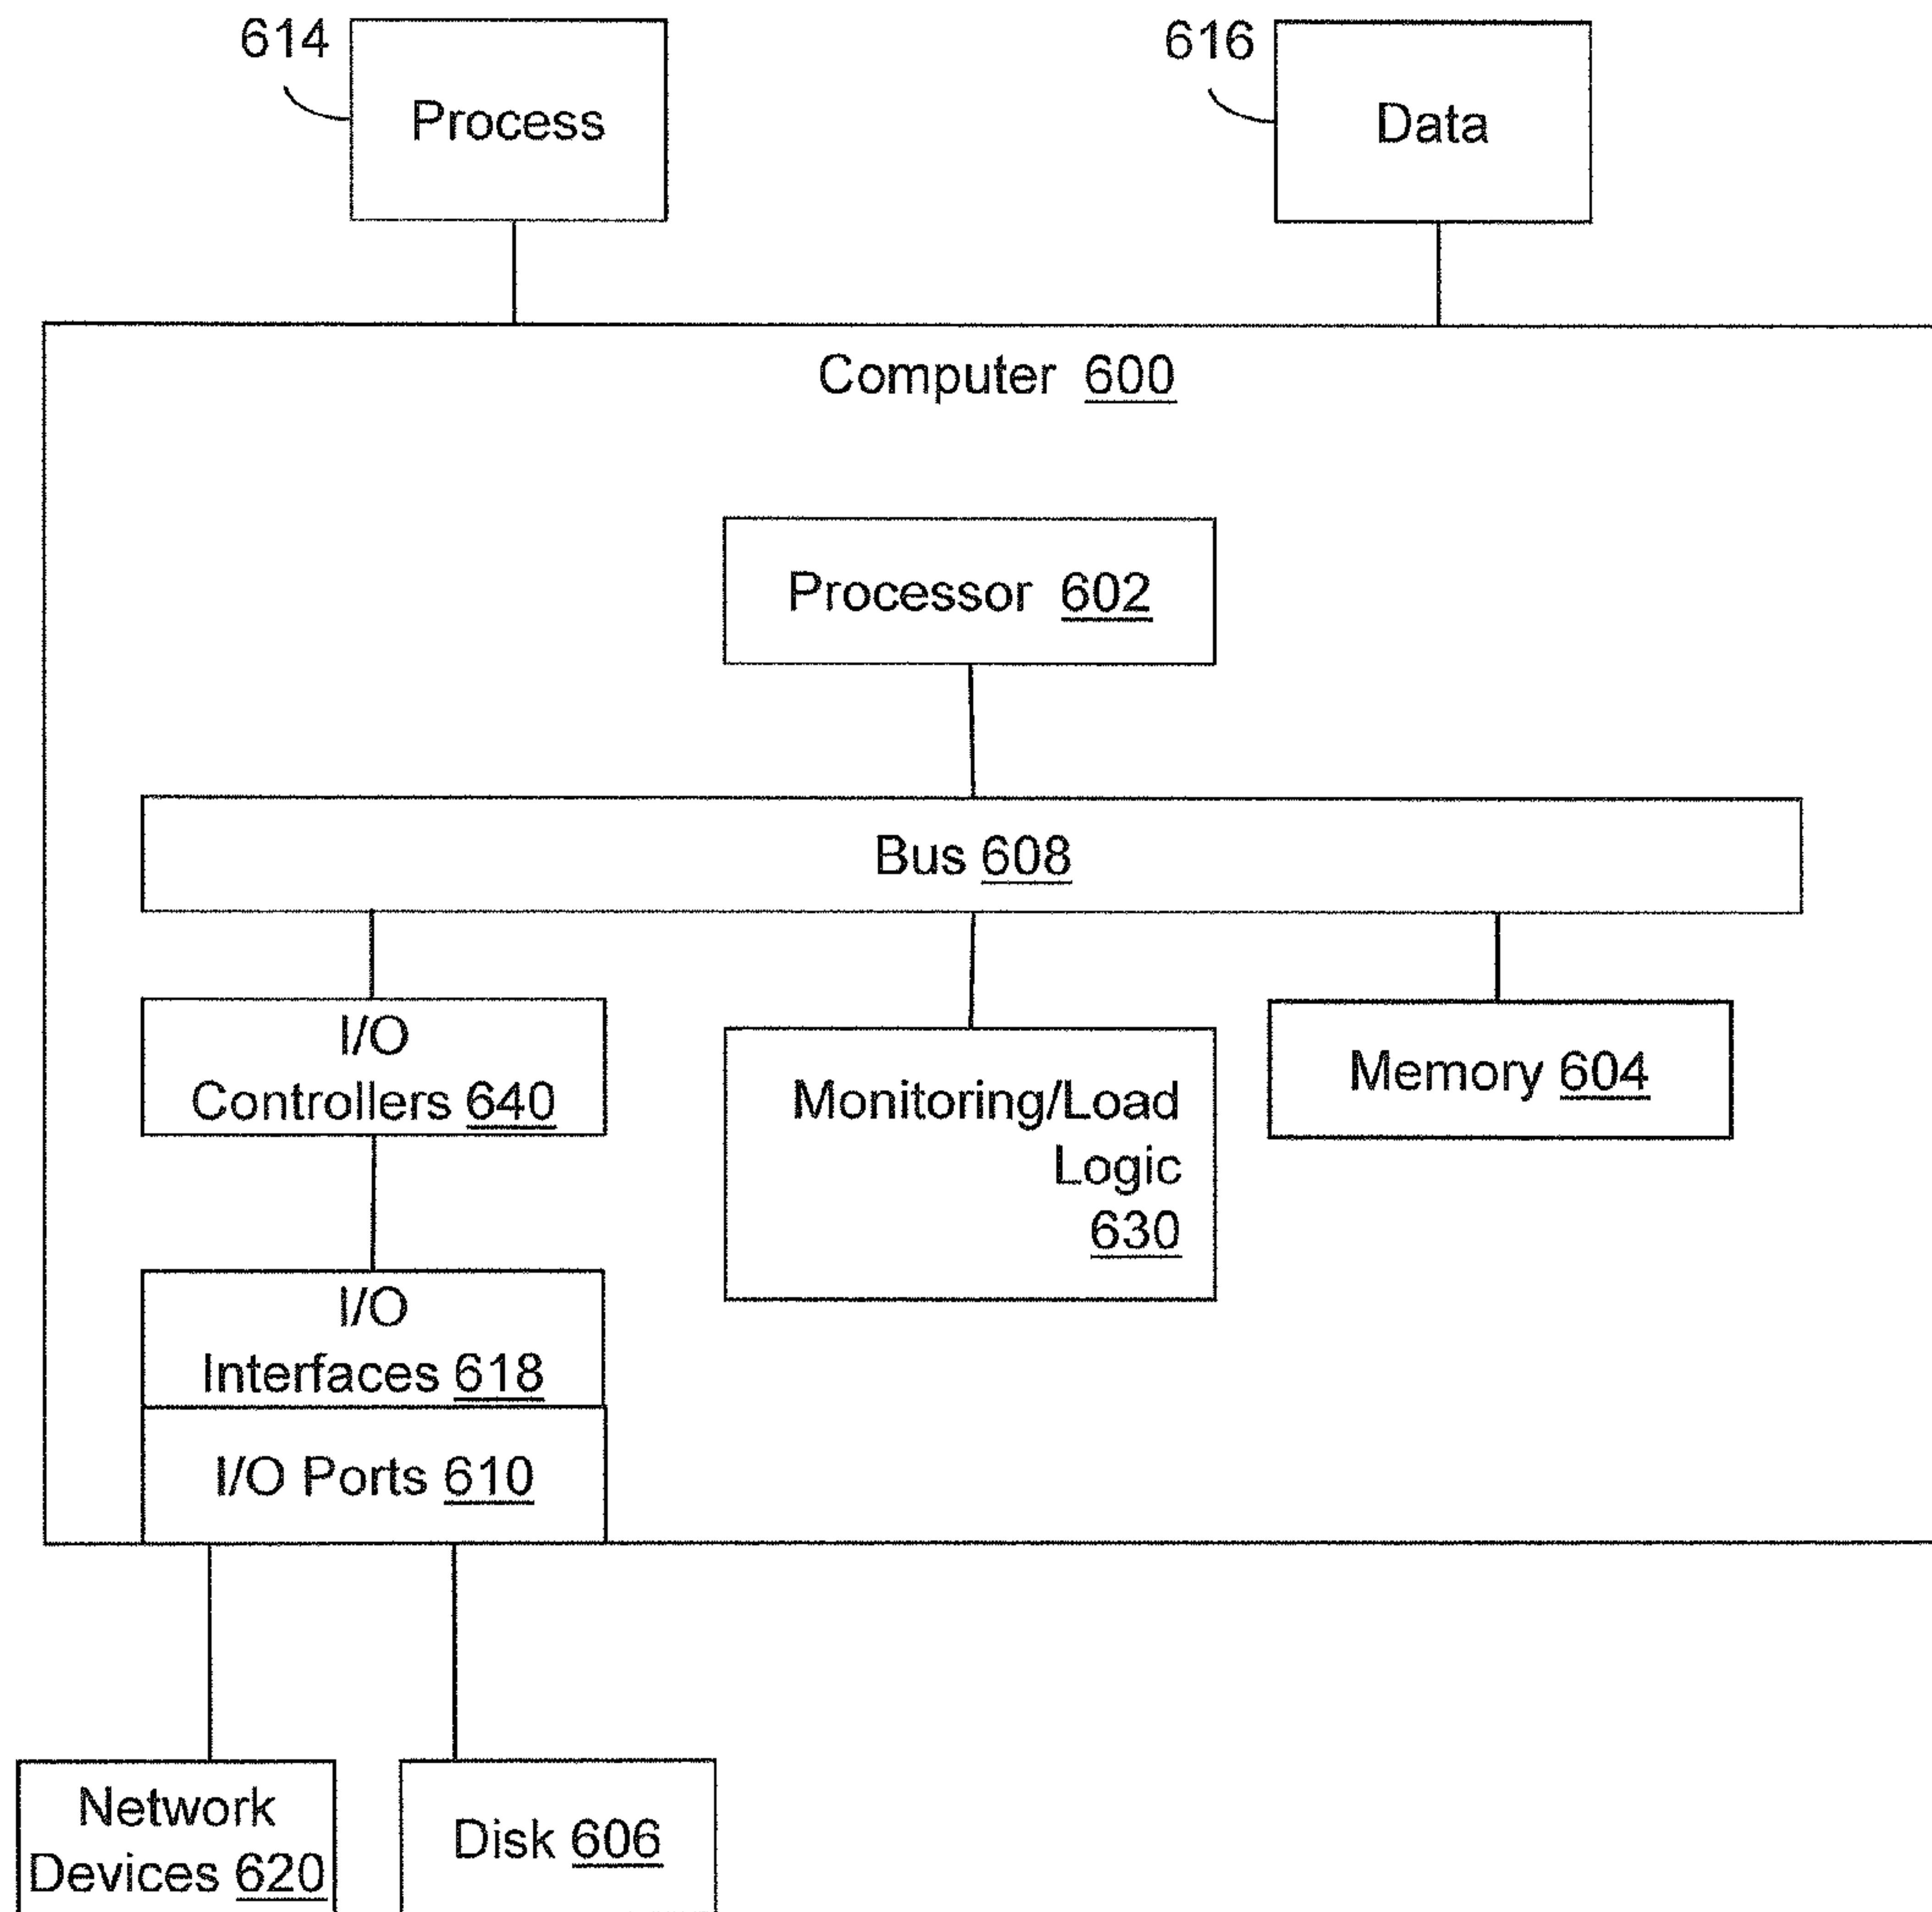 614
Process
616
Data
Computer 600
Processor 602
Bus 608
I/O
Controllers 640
Monitoring/Load
Logic
630
Memory 604
I/O
Interfaces 618
I/O Ports 610
Network
Devices 620
Disk 606